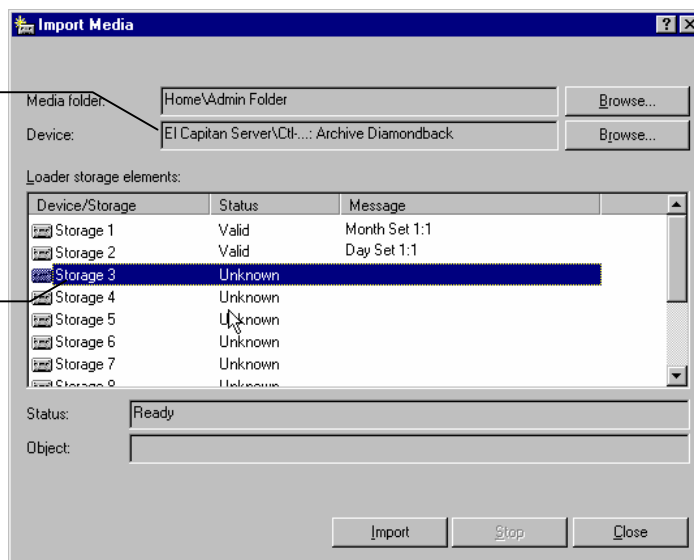 Import Media
Media folder: Home\Admin Folder Browse...
Device: El Capitan Server\Ctl-...: Archive Diamondback Browse...
Loader storage elements:
Device/Storage Status Message
Storage 1 Valid Month Set 1:1
Storage 2 Valid Day Set 1:1
Storage 3 Unknown
Storage 4 Unknown
Storage 5 Unknown
Storage 6 Unknown
Storage 7 Unknown
Storage 8 Unknown
Status: Ready
Object:
Import Stop Close